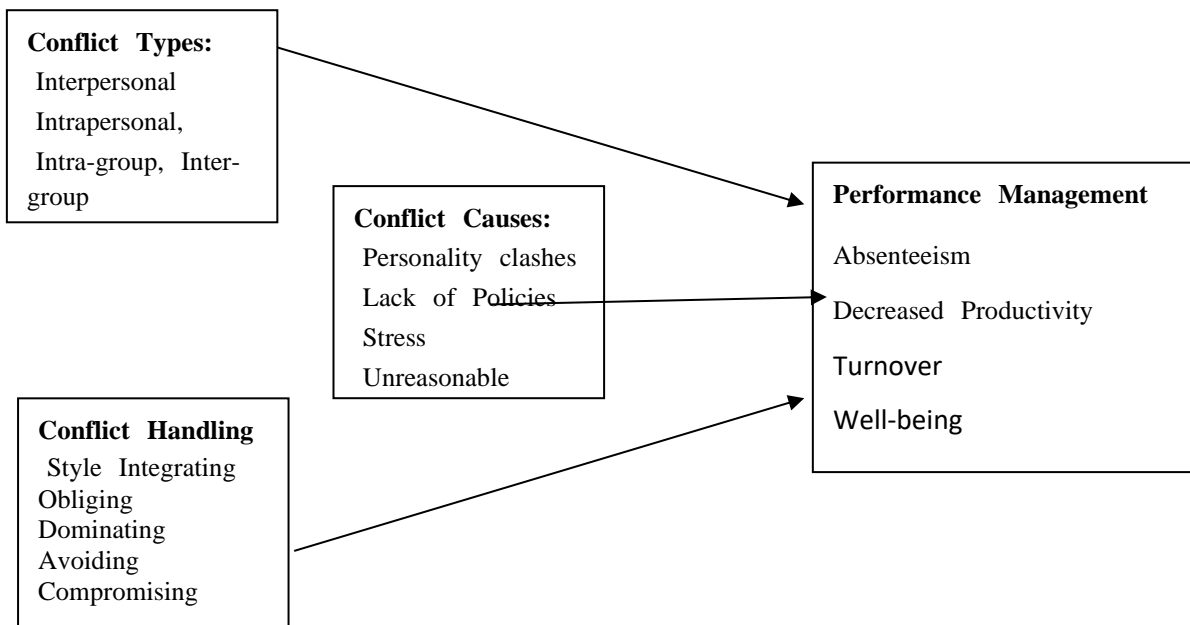 Conflict Types:
Interpersonal
Intrapersonal,
Intra-group, Inter-
group
Conflict Causes:
Personality clashes
Lack of Policies
Stress
Unreasonable
Conflict Handling
Style Integrating
Obliging
Dominating
Avoiding
Compromising
Performance Management
Absenteeism
Decreased Productivity
Turnover
Well-being